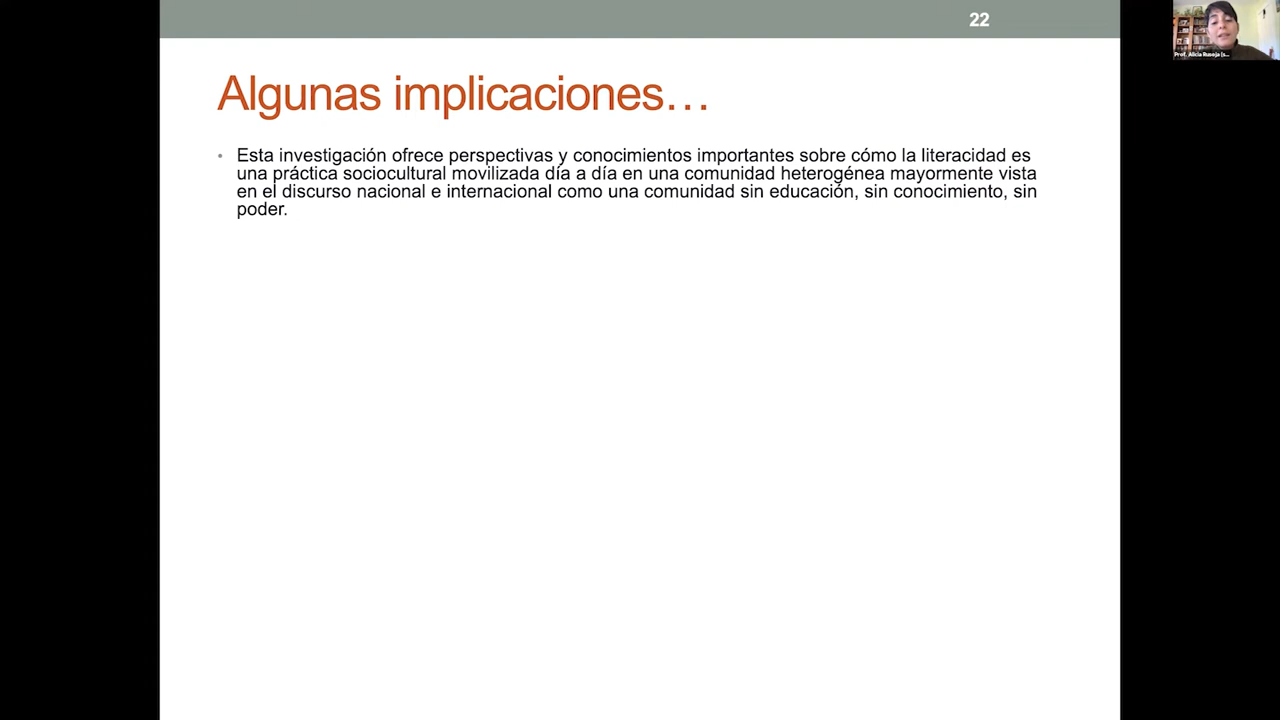 22
Prof. Alicia
Algunas implicaciones…
• Esta investigación ofrece perspectivas y conocimientos importantes sobre cómo la literacidad es
una práctica sociocultural movilizada día a día en una comunidad heterogénea mayormente vista
en el discurso nacional e internacional como una comunidad sin educación, sin conocimiento, sin
poder.